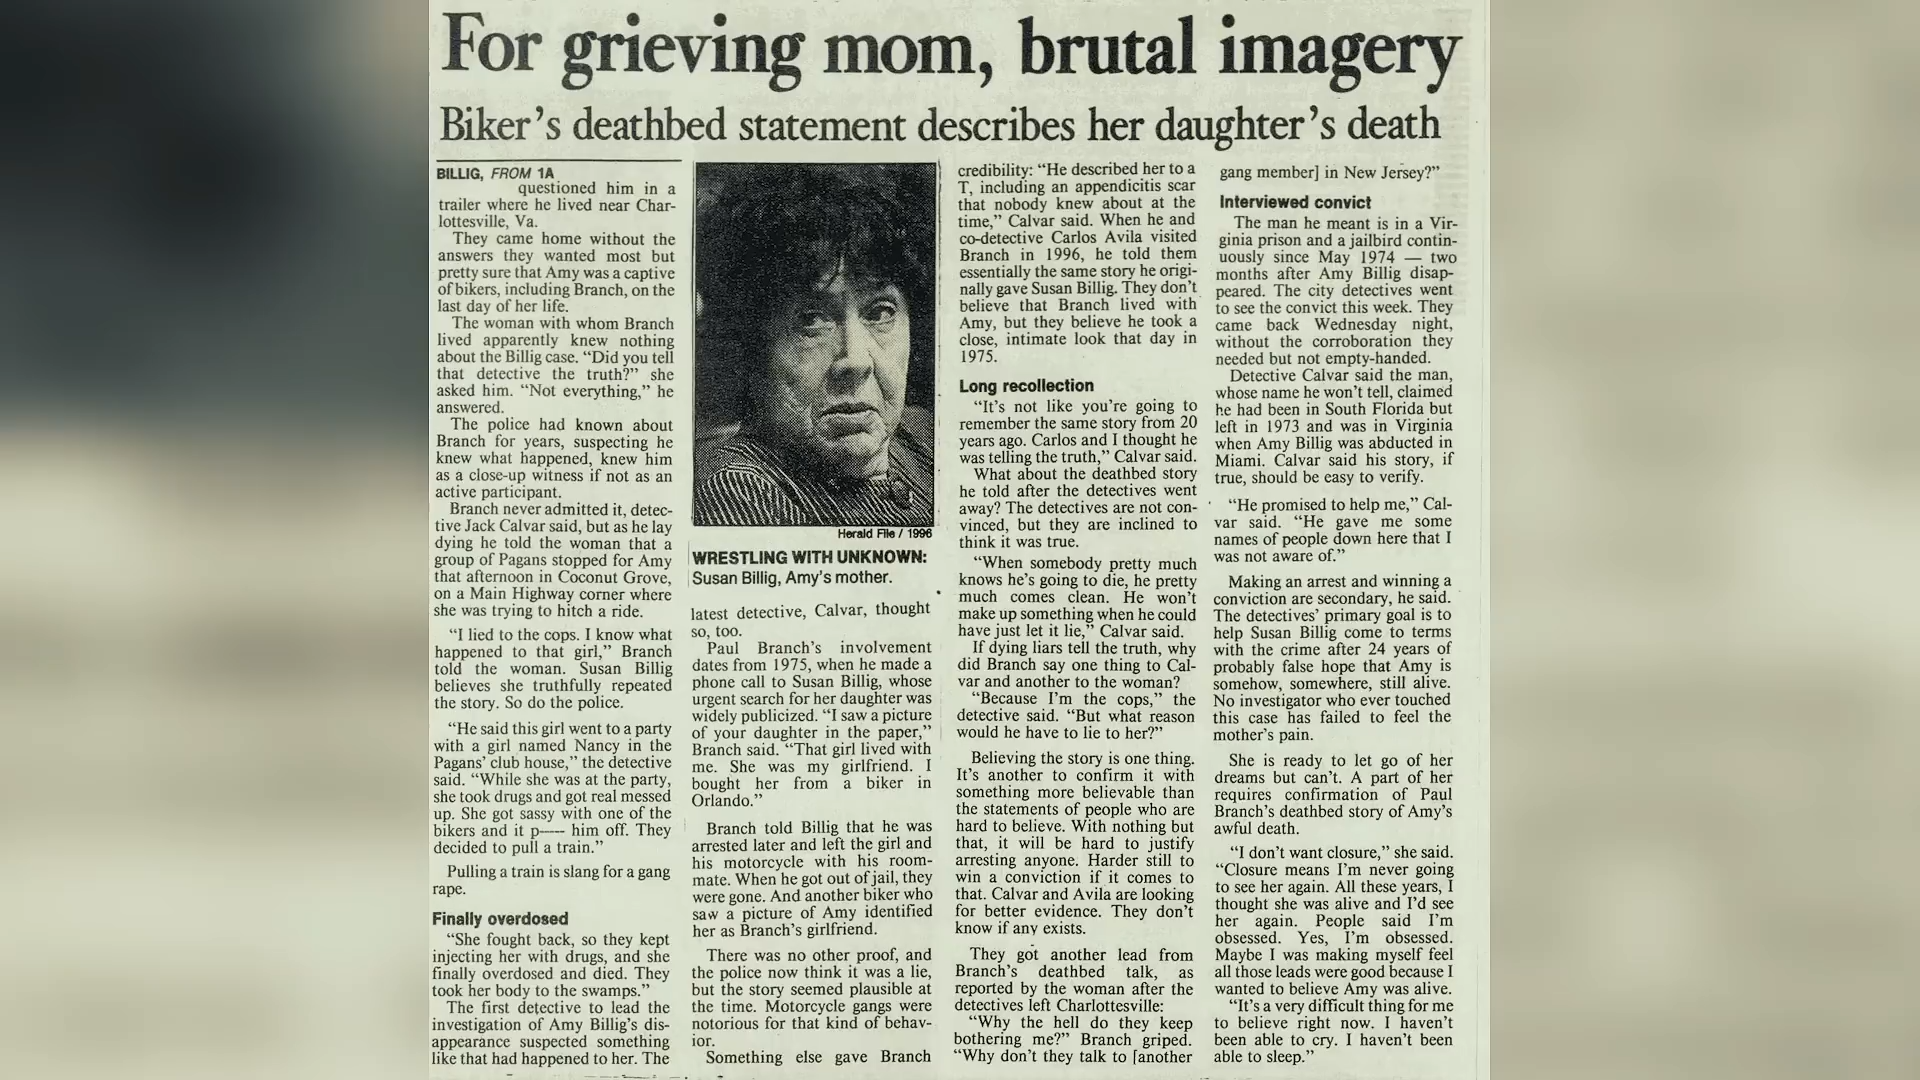 For grieving mom, brutal imagery
Biker's deathbed statement describes her daughter's death
BILLIG, FROM 1A
questioned him in a
trailer where he lived near Char-
lottesville, Va.
They came home without the
answers they wanted most but
pretty sure that Amy was a captive
of bikers, including Branch, on the
last day of her life.
The woman with whom Branch
lived apparently knew nothing
about the Billig case. “Did you tell
that detective the truth?” she
asked him. “Not everything,” he
answered.
The police had known about
Branch for years, suspecting he
knew what happened, knew him
as a close-up witness if not as an
active participant.
Branch never admitted it, detec-
tive Jack Calvar said, but as he lay
dying he told the woman that a
group of Pagans stopped for Amy
that afternoon in Coconut Grove,
on a Main Highway corner where
she was trying to hitch a ride.
“I lied to the cops. I know what
happened to that girl,” Branch
told the woman. Susan Billig
believes she truthfully repeated
the story. So do the police.
“He said this girl went to a party
with a girl named Nancy in the
Pagans’ club house,” the detective
said. “While she was at the party,
she took drugs and got real messed
up. She got sassy with one of the
bikers and it p---- him off. They
decided to pull a train.”
Pulling a train is slang for a gang
rape.
Finally overdosed
“She fought back, so they kept
injecting her with drugs, and she
finally overdosed and died. They
took her body to the swamps.”
The first detective to lead the
investigation of Amy Billig’s dis-
appearance suspected something
like that had happened to her. The
Herald File / 1996
WRESTLING WITH UNKNOWN:
Susan Billig, Amy’s mother.
latest detective, Calvar, thought
so, too.
Paul Branch’s involvement
dates from 1975, when he made a
phone call to Susan Billig, whose
urgent search for her daughter was
widely publicized. “I saw a picture
of your daughter in the paper,”
Branch said. “That girl lived with
me. She was my girlfriend. I
bought her from a biker in
Orlando.”
Branch told Billig that he was
arrested later and left the girl and
his motorcycle with his room-
mate. When he got out of jail, they
were gone. And another biker who
saw a picture of Amy identified
her as Branch’s girlfriend.
There was no other proof, and
the police now think it was a lie,
but the story seemed plausible at
the time. Motorcycle gangs were
notorious for that kind of behav-
ior.
Something else gave Branch
credibility: “He described her to a
T, including an appendicitis scar
that nobody knew about at the
time,” Calvar said. When he and
co-detective Carlos Avila visited
Branch in 1996, he told them
essentially the same story he origi-
nally gave Susan Billig. They don’t
believe that Branch lived with
Amy, but they believe he took a
close, intimate look that day in
1975.
Long recollection
“It’s not like you’re going to
remember the same story from 20
years ago. Carlos and I thought he
was telling the truth,” Calvar said.
What about the deathbed story
he told after the detectives went
away? The detectives are not con-
vinced, but they are inclined to
think it was true.
“When somebody pretty much
knows he’s going to die, he pretty
much comes clean. He won’t
make up something when he could
have just let it lie,” Calvar said.
If dying liars tell the truth, why
did Branch say one thing to Cal-
var and another to the woman?
“Because I’m the cops,” the
detective said. “But what reason
would he have to lie to her?”
Believing the story is one thing.
It’s another to confirm it with
something more believable than
the statements of people who are
hard to believe. With nothing but
that, it will be hard to justify
arresting anyone. Harder still to
win a conviction if it comes to
that. Calvar and Avila are looking
for better evidence. They don’t
know if any exists.
They got another lead from
Branch’s deathbed talk, as
reported by the woman after the
detectives left Charlottesville:
“Why the hell do they keep
bothering me?” Branch griped.
“Why don’t they talk to [another
gang member] in New Jersey?”
Interviewed convict
The man he meant is in a Vir-
ginia prison and a jailbird contin-
uously since May 1974 — two
months after Amy Billig disap-
peared. The city detectives went
to see the convict this week. They
came back Wednesday night,
without the corroboration they
needed but not empty-handed.
Detective Calvar said the man,
whose name he won’t tell, claimed
he had been in South Florida but
left in 1973 and was in Virginia
when Amy Billig was abducted in
Miami. Calvar said his story, if
true, should be easy to verify.
“He promised to help me,” Cal-
var said. “He gave me some
names of people down here that I
was not aware of.”
Making an arrest and winning a
conviction are secondary, he said.
The detectives’ primary goal is to
help Susan Billig come to terms
with the crime after 24 years of
probably false hope that Amy is
somehow, somewhere, still alive.
No investigator who ever touched
this case has failed to feel the
mother’s pain.
She is ready to let go of her
dreams but can’t. A part of her
requires confirmation of Paul
Branch’s deathbed story of Amy’s
awful death.
“I don’t want closure,” she said.
“Closure means I’m never going
to see her again. All these years, I
thought she was alive and I’d see
her again. People said I’m
obsessed. Yes, I’m obsessed.
Maybe I was making myself feel
all those leads were good because I
wanted to believe Amy was alive.
“It’s a very difficult thing for me
to believe right now. I haven’t
been able to cry. I haven’t been
able to sleep.”